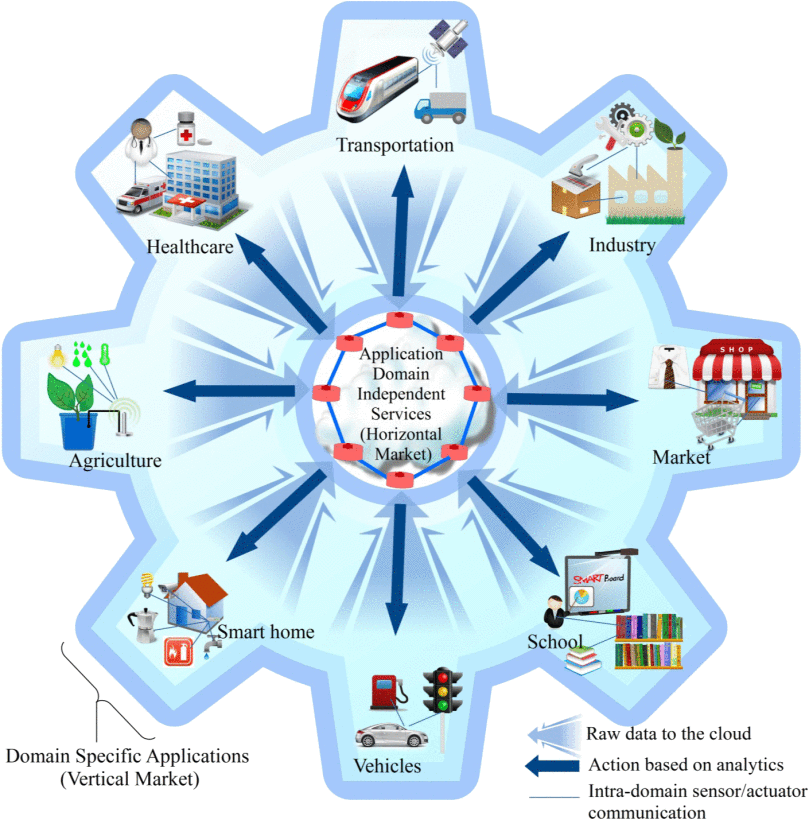 Transportation
Healthcare
Industry
SHOP
Application
Domain
Independent
Services
(Horizontal
Market)
Agriculture
Market
SMART Board
Smart home
School
Vehicles
Domain Specific Applications
(Vertical Market)
Raw data to the cloud
Action based on analytics
Intra-domain sensor/actuator
communication